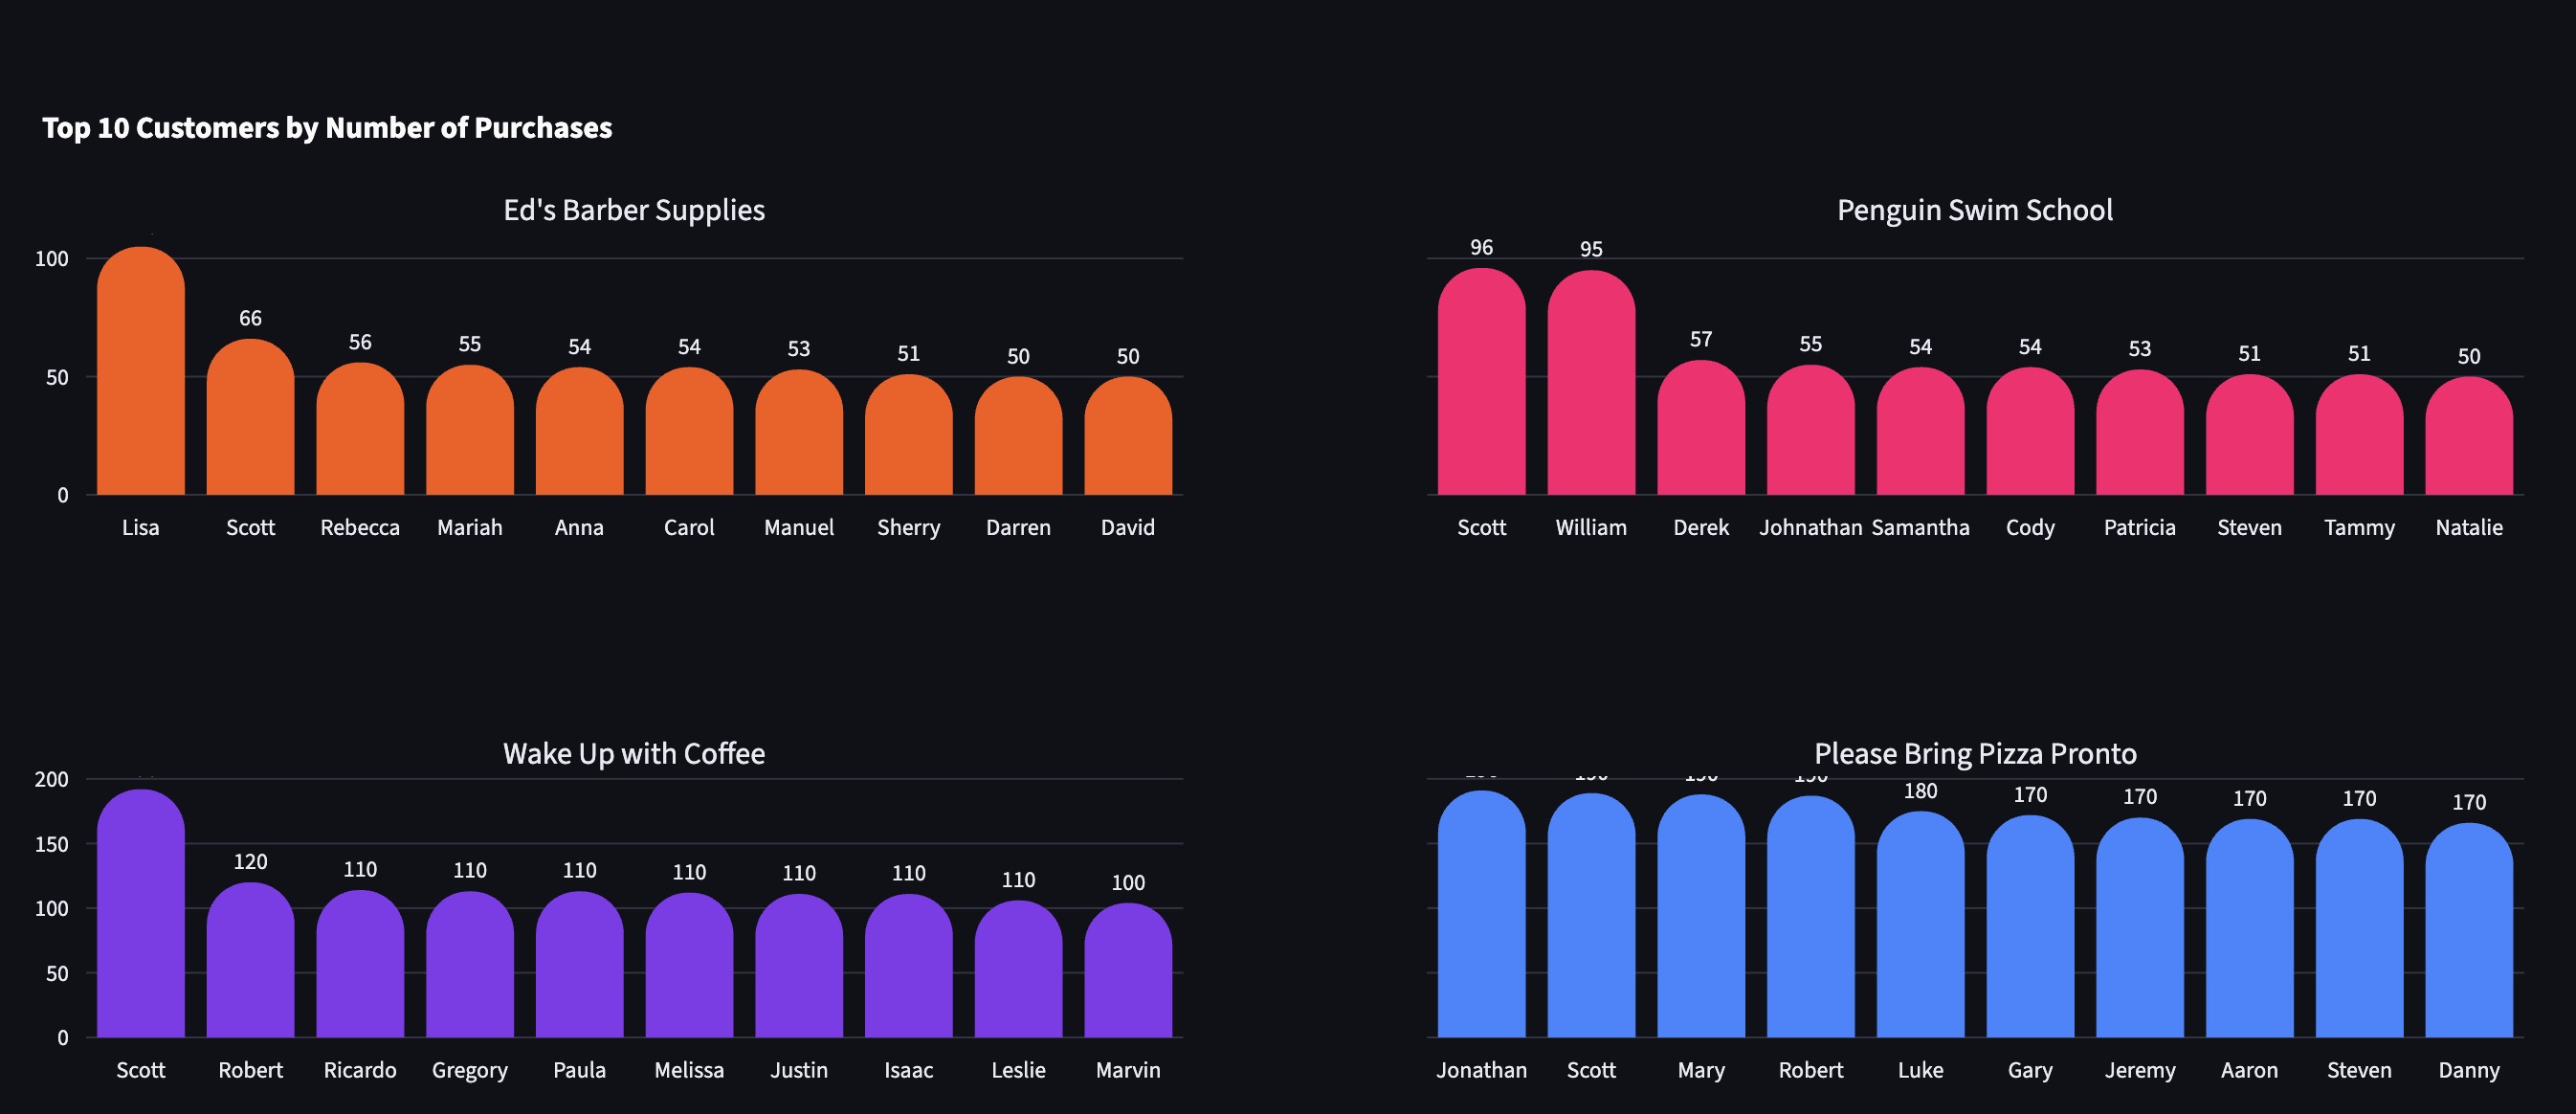 Top 10 Customers by Number of Purchases
Ed's Barber Supplies
100
50
0
66
56
55
54
54
53
51
50
50
Lisa
Scott
Rebecca
Mariah
Anna
Carol
Manuel
Sherry
Darren
David
Penguin Swim School
96
95
57
55
54
54
53
51
51
50
Scott
William
Derek
Johnathan
Samantha
Cody
Patricia
Steven
Tammy
Natalie
Wake Up with Coffee
200
150
100
50
0
120
110
110
110
110
110
110
110
100
Scott
Robert
Ricardo
Gregory
Paula
Melissa
Justin
Isaac
Leslie
Marvin
Please Bring Pizza Pronto
190
190
190
180
170
170
170
170
170
Jonathan
Scott
Mary
Robert
Luke
Gary
Jeremy
Aaron
Steven
Danny